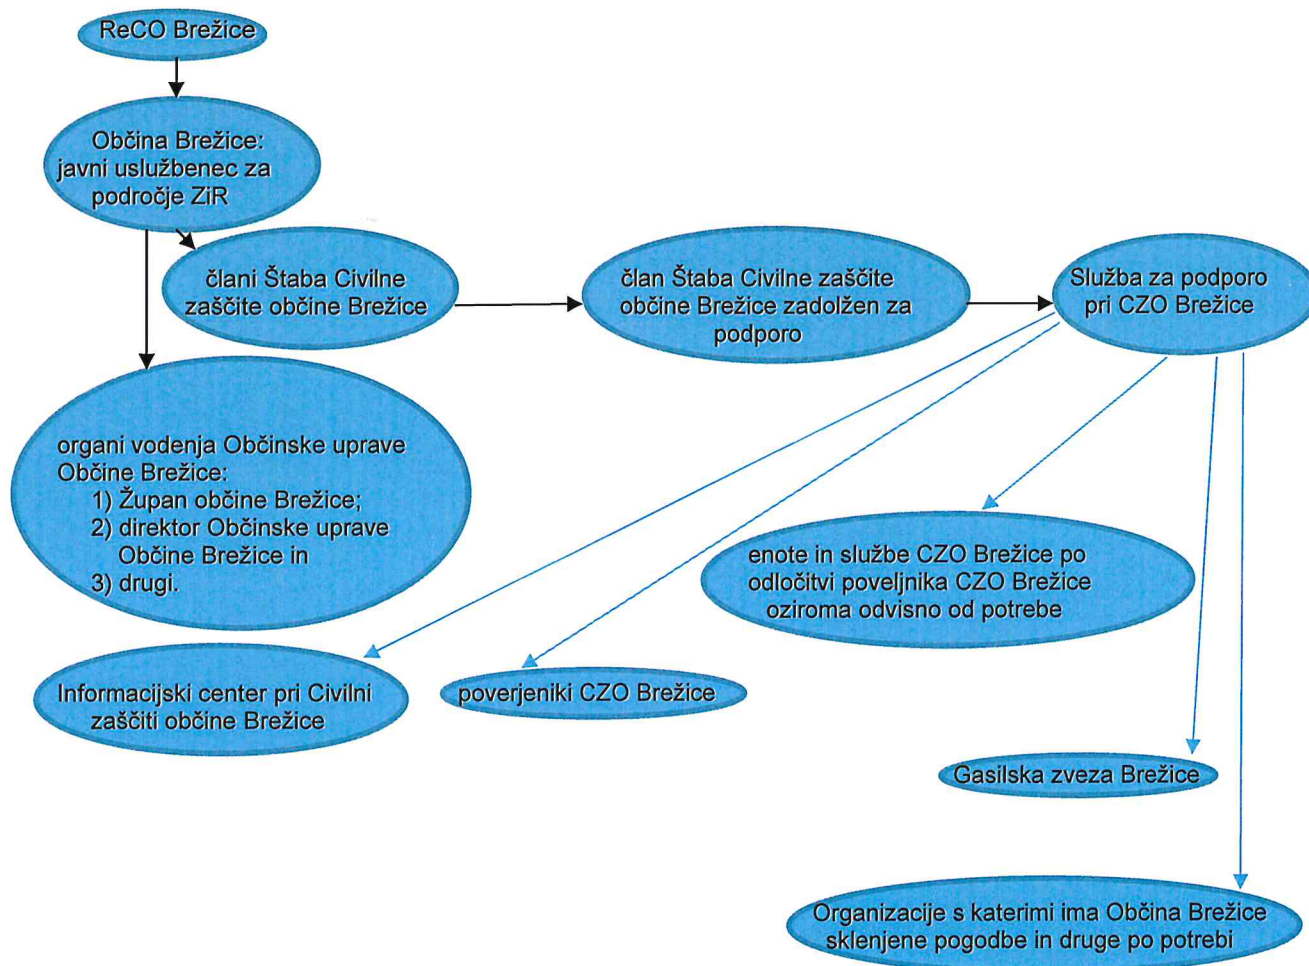 ReCO Brežice
Občina Brežice:
javni uslužbenec za
področje ZiR
člani Štaba Civilne
zaščite občine Brežice
član Štaba Civilne zaščite
občine Brežice zadolžen za
podporo
Služba za podporo
pri CZO Brežice
organi vodenja Občinske uprave
Občine Brežice:
1) Župan občine Brežice;
2) direktor Občinske uprave
Občine Brežice in
3) drugi.
enote in službe CZO Brežice po
odločitvi poveljnika CZO Brežice
oziroma odvisno od potrebe
Informacijski center pri Civilni
zaščiti občine Brežice
poverjeniki CZO Brežice
Gasilska zveza Brežice
Organizacije s katerimi ima Občina Brežice
sklenjene pogodbe in druge po potrebi